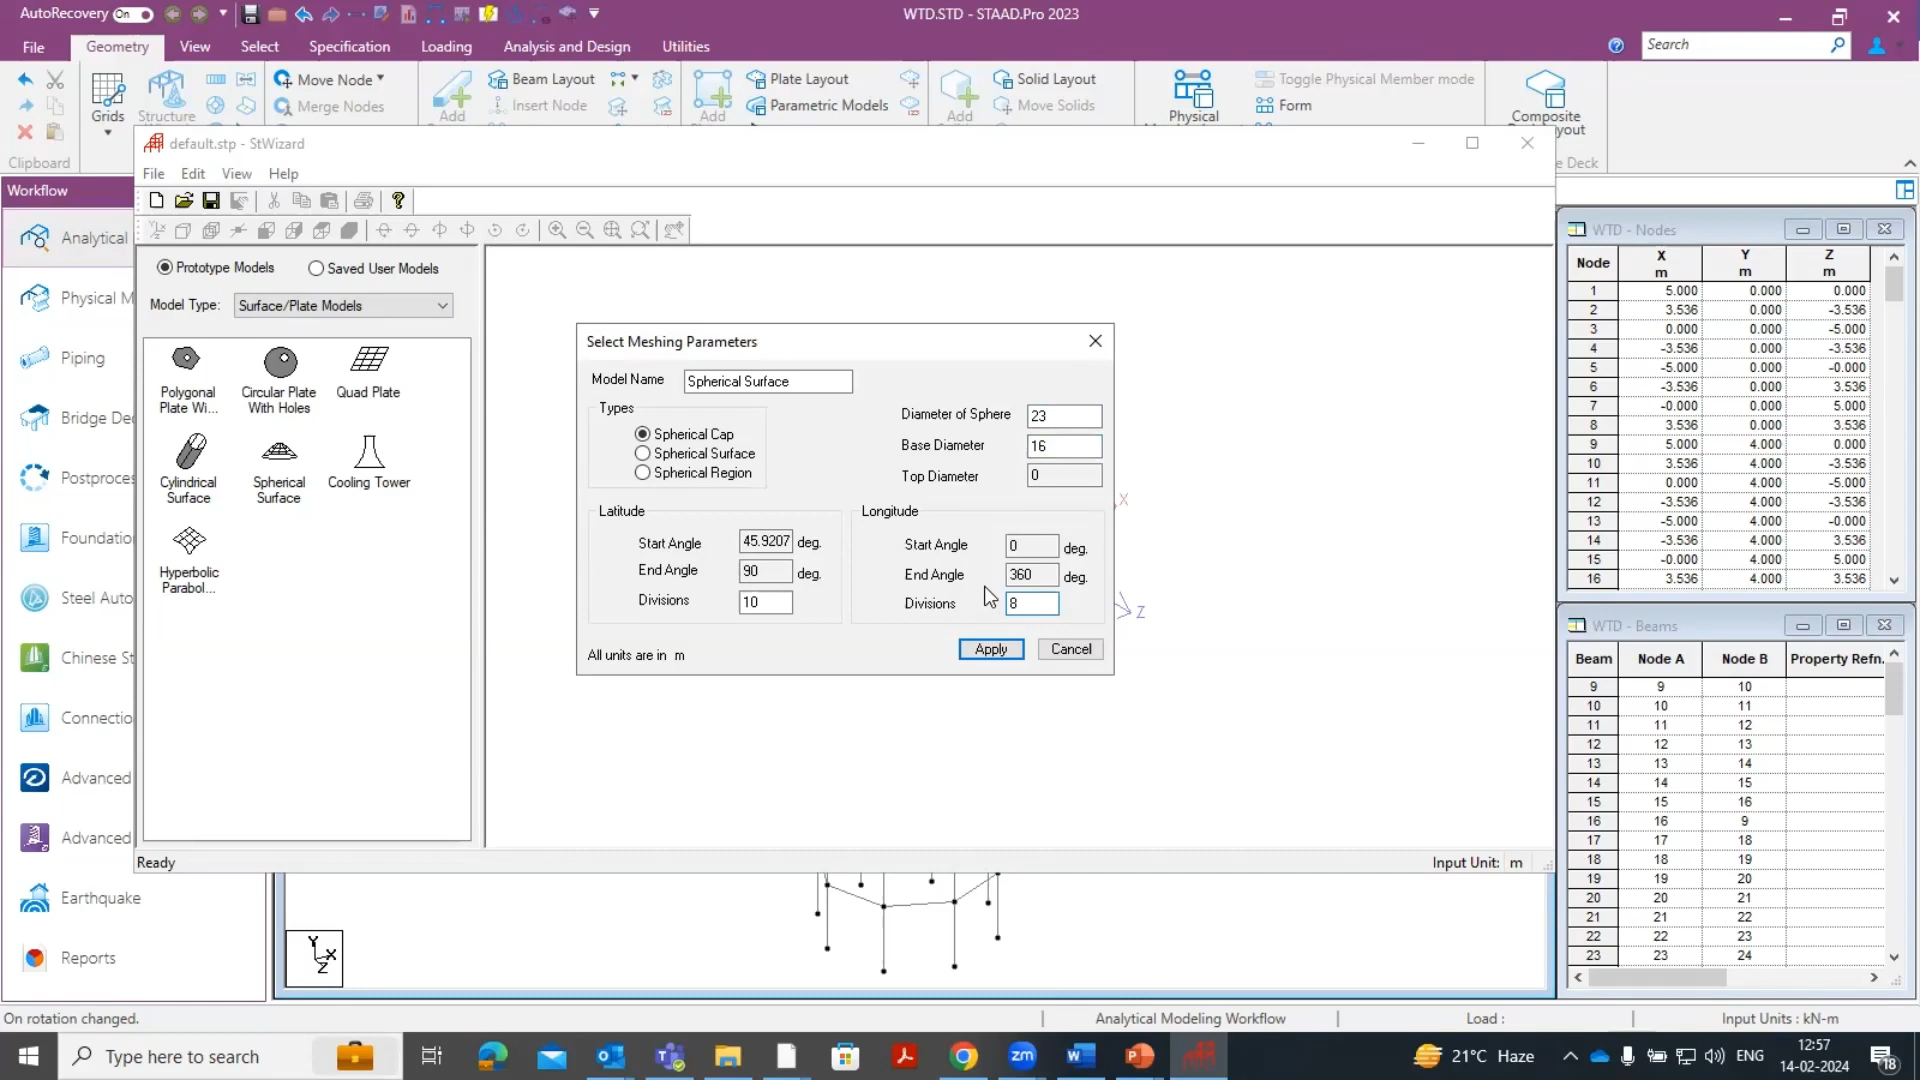 AutoRecovery On
WTD.STD - STAAD.Pro 2023
File Geometry View Select Specification Loading Analysis and Design Utilities
Search
Move Node
Beam Layout
Plate Layout
Solid Layout
Toggle Physical Member mode
Insert Node
Parametric Models
Move Solids
Form
Merge Nodes
Grids Structure Add Add Add Physical Composite
Clipboard
Workflow
default.stp - StWizard
File Edit View Help
Prototype Models
Saved User Models
Model Type:
Surface/Plate Models
Polygonal
Plate Wi...
Circular Plate
With Holes
Quad Plate
Cylindrical
Surface
Spherical
Surface
Cooling Tower
Hyperbolic
Parabol...
Ready
Input Unit: m
Select Meshing Parameters
Model Name
Spherical Surface
Types
Spherical Cap
Spherical Surface
Spherical Region
Diameter of Sphere
23
Base Diameter
16
Top Diameter
0
Latitude
Start Angle
45.9207
deg.
End Angle
90
deg.
Divisions
10
Longitude
Start Angle
0
deg.
End Angle
360
deg.
Divisions
8
All units are in m
Apply
Cancel
X
Z
Analytical
Physical M
Piping
Bridge De
Postproces
Foundatio
Steel Auto
Chinese St
Connectio
Advanced
Advanced
Earthquake
Reports
e Deck
WTD - Nodes
Node X m Y m Z m
1 5.000 0.000 0.000
2 3.536 0.000 -3.536
3 0.000 0.000 -5.000
4 -3.536 0.000 -3.536
5 -5.000 0.000 -0.000
6 -3.536 0.000 3.536
7 -0.000 0.000 5.000
8 3.536 0.000 3.536
9 5.000 4.000 0.000
10 3.536 4.000 -3.536
11 0.000 4.000 -5.000
12 -3.536 4.000 -3.536
13 -5.000 4.000 -0.000
14 -3.536 4.000 3.536
15 -0.000 4.000 5.000
16 3.536 4.000 3.536
WTD - Beams
Beam Node A Node B Property Refn.
9 9 10
10 10 11
11 11 12
12 12 13
13 13 14
14 14 15
15 15 16
16 16 9
17 17 18
18 18 19
19 19 20
20 20 21
21 21 22
22 22 23
23 23 24
Y
X
Z
On rotation changed.
Analytical Modeling Workflow
Load :
Input Units : kN-m
Type here to search
21°C Haze
ENG
12:57
14-02-2024
18